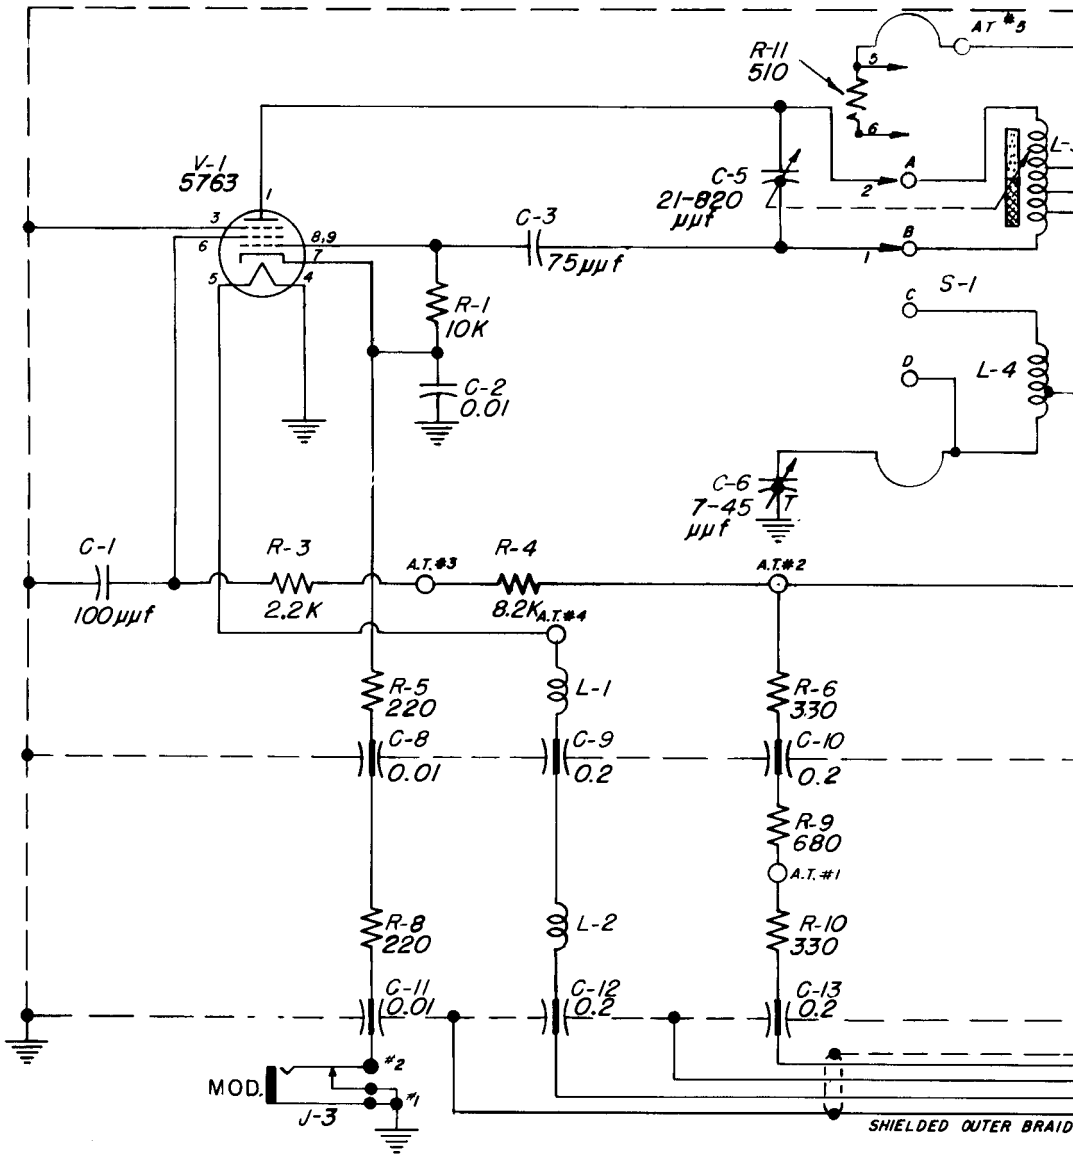 AT #5
R-11
510
5
6
V-1
5763
1
3
6
8,9
7
5
4
C-3
75μμf
C-5
21-820
μμf
A
2
B
1
R-1
10K
C-2
0.01
C
S-1
D
L-4
C-6
7-45
μμf
T
C-1
100μμf
R-3
2.2K
A.T.#3
R-4
8.2K
A.T.#2
A.T.#4
R-5
220
L-1
R-6
330
C-8
0.01
C-9
0.2
C-10
0.2
R-9
680
A.T.#1
R-8
220
L-2
R-10
330
C-11
0.01
C-12
0.2
C-13
0.2
#2
MOD.
#1
J-3
SHIELDED OUTER BRAID